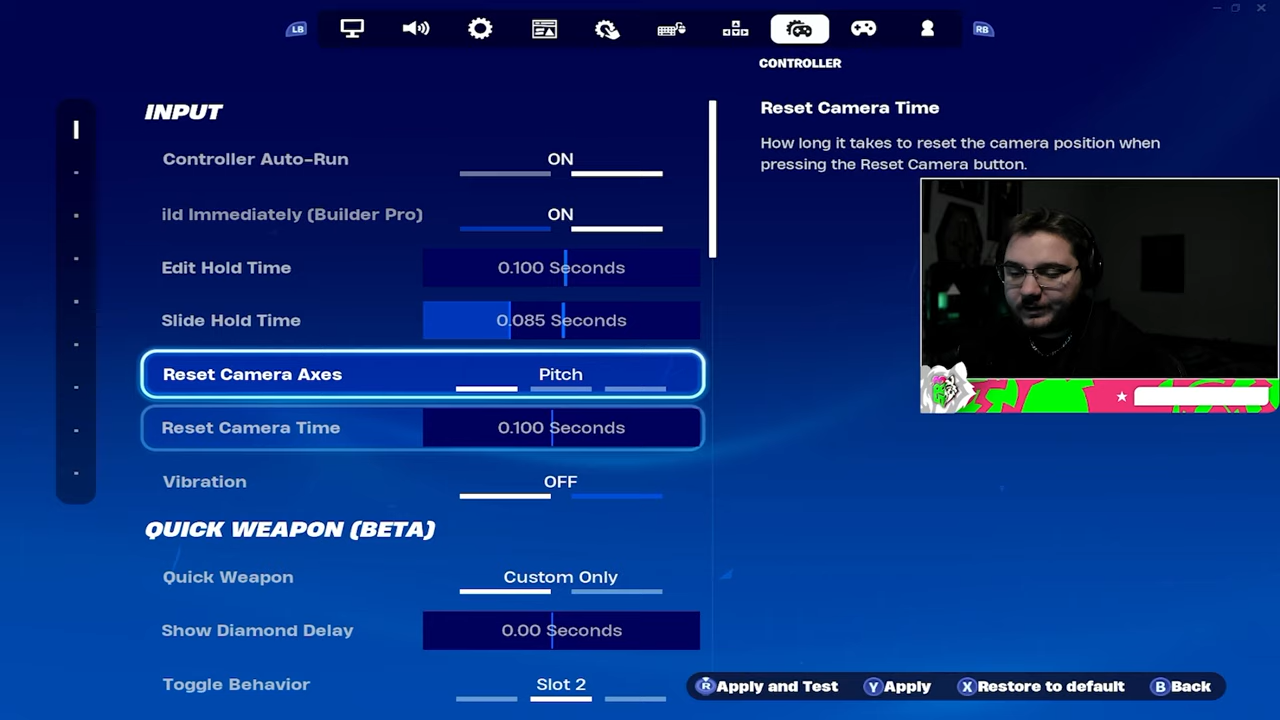 LB
RB
CONTROLLER
INPUT
Controller Auto-Run
ON
ild Immediately (Builder Pro)
ON
Edit Hold Time
0.100 Seconds
Slide Hold Time
0.085 Seconds
Reset Camera Axes
Pitch
Reset Camera Time
0.100 Seconds
Vibration
OFF
QUICK WEAPON (BETA)
Quick Weapon
Custom Only
Show Diamond Delay
0.00 Seconds
Toggle Behavior
Slot 2
Reset Camera Time
How long it takes to reset the camera position when
pressing the Reset Camera button.
R Apply and Test
Y Apply
X Restore to default
B Back